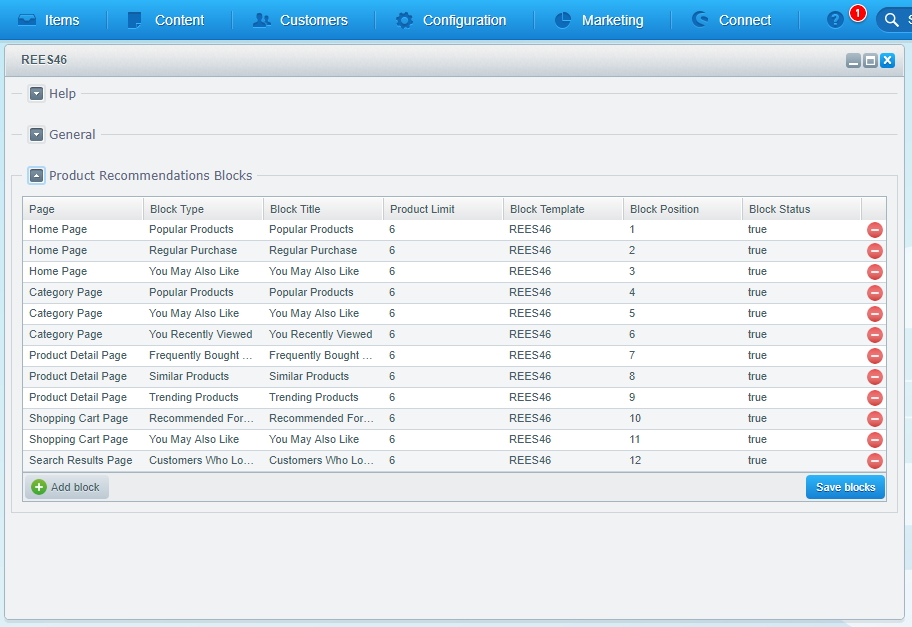 Items Content Customers Configuration Marketing Connect ? 1 S
REES46
Help
General
Product Recommendations Blocks
Page Block Type Block Title Product Limit Block Template Block Position Block Status
Home Page Popular Products Popular Products 6 REES46 1 true
Home Page Regular Purchase Regular Purchase 6 REES46 2 true
Home Page You May Also Like You May Also Like 6 REES46 3 true
Category Page Popular Products Popular Products 6 REES46 4 true
Category Page You May Also Like You May Also Like 6 REES46 5 true
Category Page You Recently Viewed You Recently Viewed 6 REES46 6 true
Product Detail Page Frequently Bought ... Frequently Bought ... 6 REES46 7 true
Product Detail Page Similar Products Similar Products 6 REES46 8 true
Product Detail Page Trending Products Trending Products 6 REES46 9 true
Shopping Cart Page Recommended For... Recommended For... 6 REES46 10 true
Shopping Cart Page You May Also Like You May Also Like 6 REES46 11 true
Search Results Page Customers Who Lo... Customers Who Lo... 6 REES46 12 true
Add block Save blocks